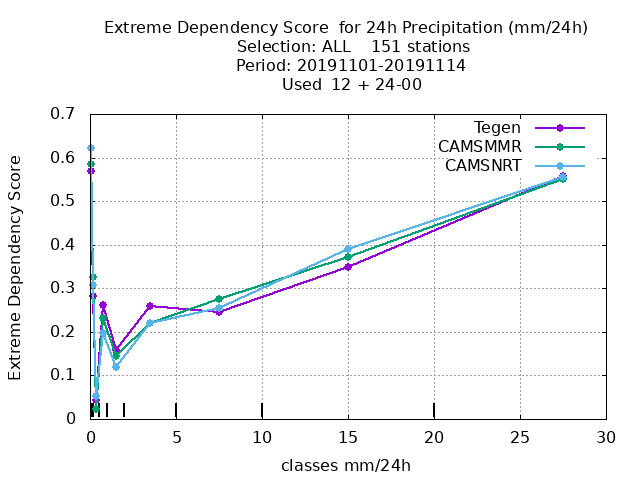 Extreme Dependency Score  for 24h Precipitation (mm/24h)
Selection: ALL    151 stations
Period: 20191101-20191114
Used  12 + 24-00
Tegen
CAMSMMR
CAMSNRT
Extreme Dependency Score
0.7
0.6
0.5
0.4
0.3
0.2
0.1
0
0 5 10 15 20 25 30
classes mm/24h